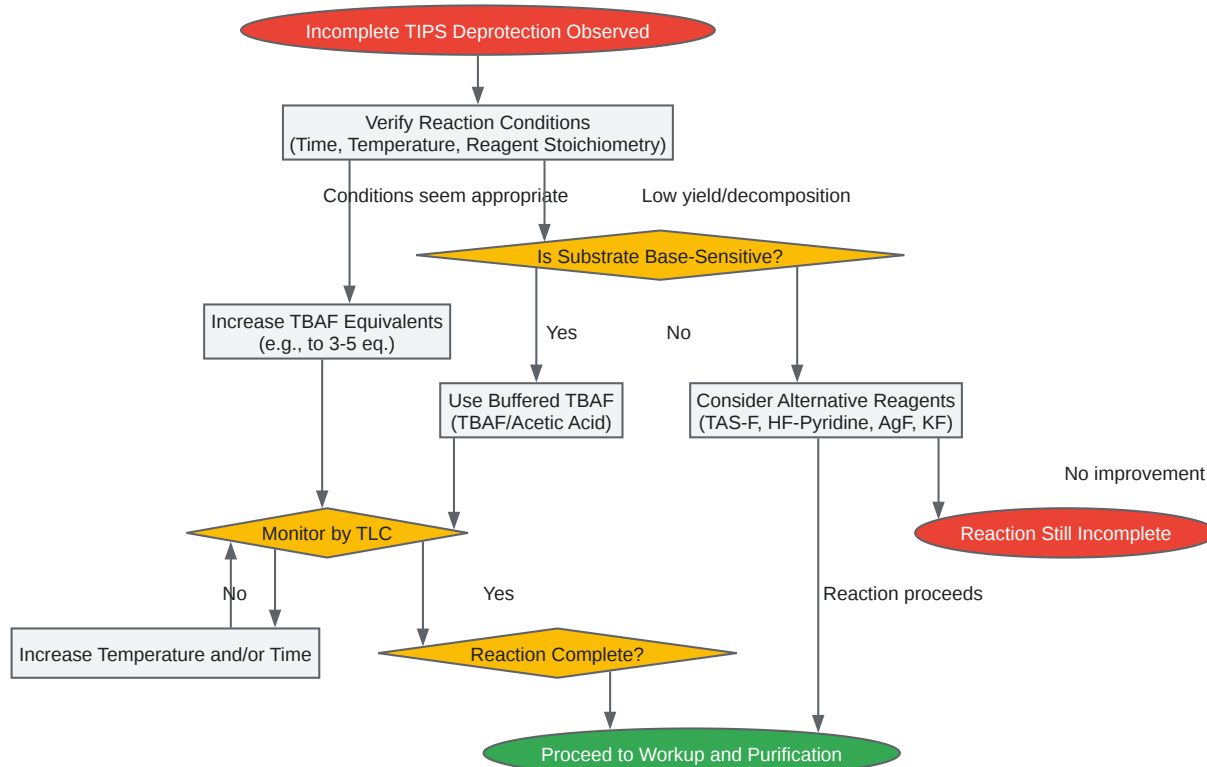 Incomplete TIPS Deprotection Observed
Verify Reaction Conditions
(Time, Temperature, Reagent Stoichiometry)
Conditions seem appropriate
Low yield/decomposition
Is Substrate Base-Sensitive?
Increase TBAF Equivalents
(e.g., to 3-5 eq.)
Yes
No
Use Buffered TBAF
(TBAF/Acetic Acid)
Consider Alternative Reagents
(TAS-F, HF-Pyridine, AgF, KF)
No improvement
Monitor by TLC
Reaction Still Incomplete
No
Yes
Reaction proceeds
Increase Temperature and/or Time
Reaction Complete?
Proceed to Workup and Purification